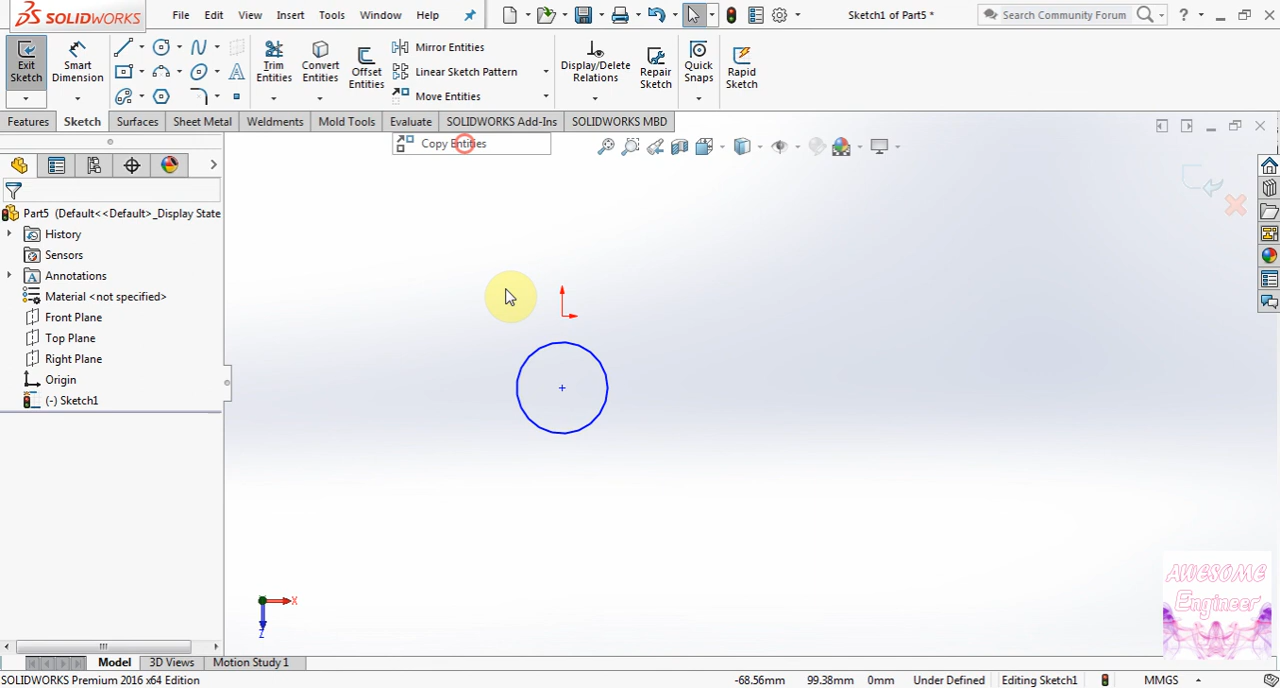 SOLIDWORKS File Edit View Insert Tools Window Help Sketch1 of Part5 * Search Community Forum ?
Exit Sketch
Smart Dimension
Trim Entities
Convert Entities
Offset Entities
Mirror Entities
Linear Sketch Pattern
Move Entities
Display/Delete Relations
Repair Sketch
Quick Snaps
Rapid Sketch
Features Sketch Surfaces Sheet Metal Weldments Mold Tools Evaluate SOLIDWORKS Add-Ins SOLIDWORKS MBD
Copy Entities
Part5 (Default<<Default>_Display State
History
Sensors
Annotations
Material <not specified>
Front Plane
Top Plane
Right Plane
Origin
(-) Sketch1
X
Z
AWESOME
Engineer
Model 3D Views Motion Study 1
SOLIDWORKS Premium 2016 x64 Edition -68.56mm 99.38mm 0mm Under Defined Editing Sketch1 MMGS